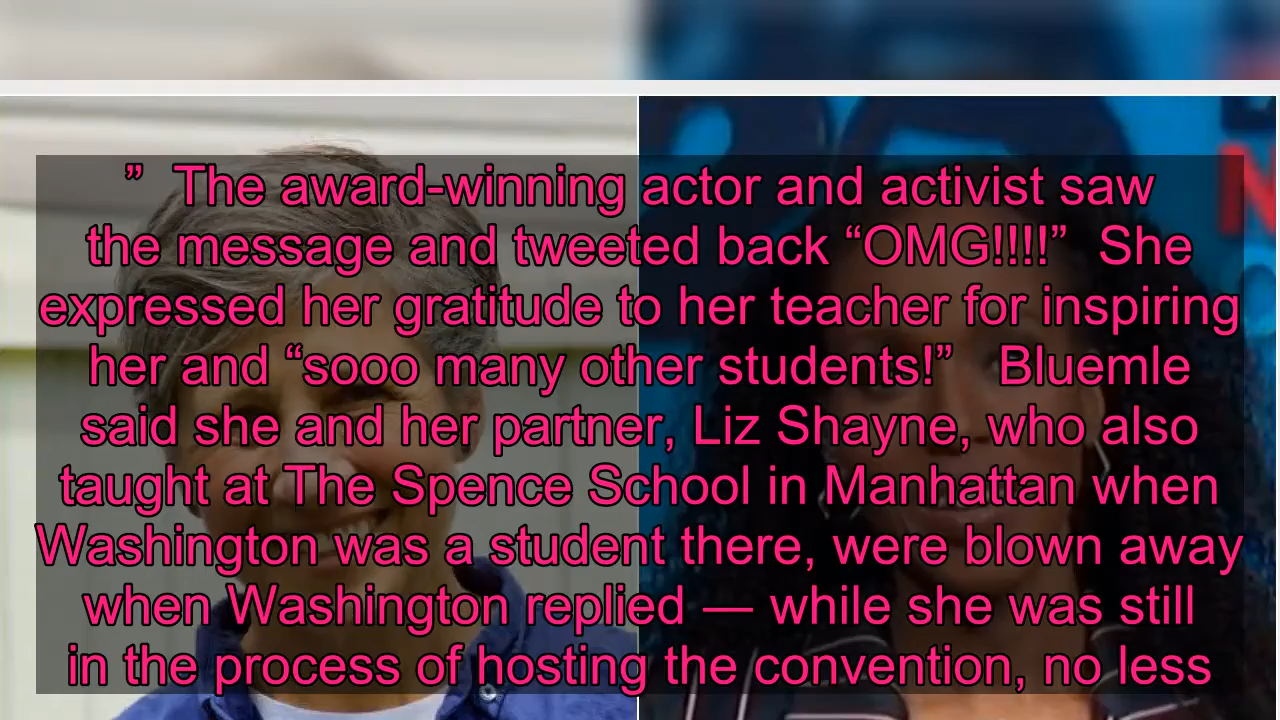 ”  The award-winning actor and activist saw
the message and tweeted back “OMG!!!!”  She
expressed her gratitude to her teacher for inspiring
her and “sooo many other students!”   Bluemle
said she and her partner, Liz Shayne, who also
taught at The Spence School in Manhattan when
Washington was a student there, were blown away
when Washington replied — while she was still
in the process of hosting the convention, no less